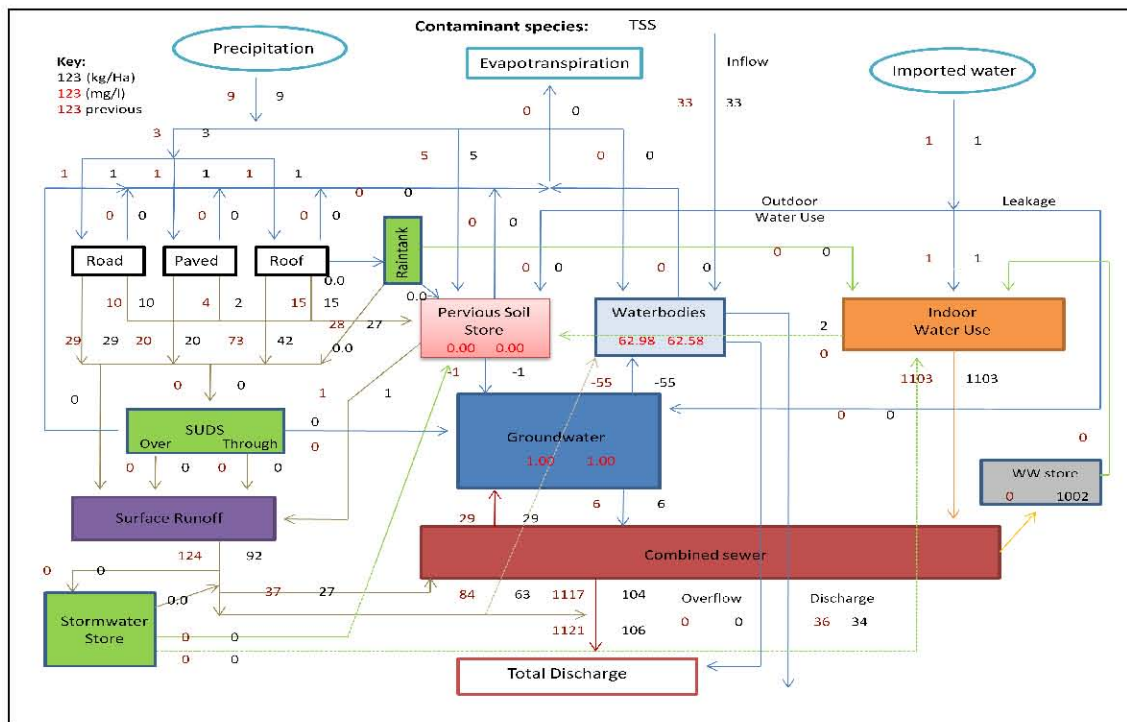 Contaminant species: TSS
Precipitation
Key:
123 (kg/Ha)
123 (mg/l)
123 previous
Evapotranspiration
Inflow
Imported water
9 9
0 0
33 33
3 3
5 5
0 0
1 1
1 1 1 1 1 1
0 0
Outdoor
Water Use
Leakage
0 0 0 0 0 0
0 0
0 0
Road
Paved
Roof
Raintank
0 0
0 0
1 1
0.0
0.0
10 10 4 2 15 15
28 27
Pervious Soil
Store
0.00 0.00
Waterbodies
62.98 62.58
Indoor
Water Use
2
0
29 29 20 20 73 42
0.0
-1 -1
-55 -55
1103 1103
0 0
0
1 1
0
0
0 0
SUDS
Over Through
Groundwater
1.00 1.00
0
0 0 0 0
WW store
0 1002
Surface Runoff
29 29
6 6
Combined sewer
124 92
0 0
0.0
37 27
84 63
1117 104
Overflow
0 0
Discharge
36 34
Stormwater
Store
0 0
0 0
1121 106
Total Discharge